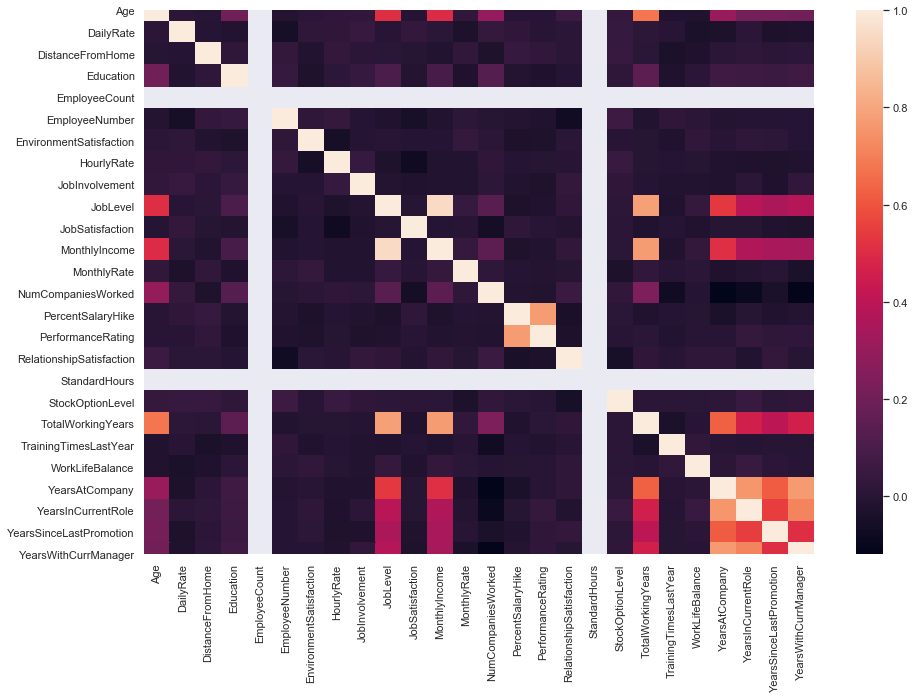 Age
DailyRate
DistanceFromHome
Education
EmployeeCount
EmployeeNumber
EnvironmentSatisfaction
HourlyRate
JobInvolvement
JobLevel
JobSatisfaction
MonthlyIncome
MonthlyRate
NumCompaniesWorked
PercentSalaryHike
PerformanceRating
RelationshipSatisfaction
StandardHours
StockOptionLevel
TotalWorkingYears
TrainingTimesLastYear
WorkLifeBalance
YearsAtCompany
YearsInCurrentRole
YearsSinceLastPromotion
YearsWithCurrManager
Age
DailyRate
DistanceFromHome
Education
EmployeeCount
EmployeeNumber
EnvironmentSatisfaction
HourlyRate
JobInvolvement
JobLevel
JobSatisfaction
MonthlyIncome
MonthlyRate
NumCompaniesWorked
PercentSalaryHike
PerformanceRating
RelationshipSatisfaction
StandardHours
StockOptionLevel
TotalWorkingYears
TrainingTimesLastYear
WorkLifeBalance
YearsAtCompany
YearsInCurrentRole
YearsSinceLastPromotion
YearsWithCurrManager
1.0
0.8
0.6
0.4
0.2
0.0